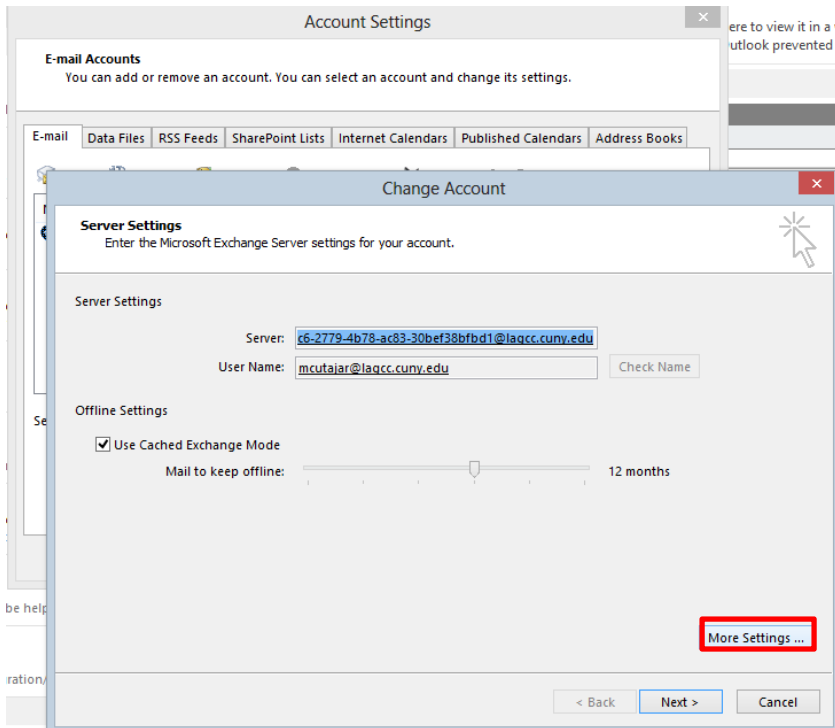 Account Settings
ere to view it in a
utlook prevented
E-mail Accounts
You can add or remove an account. You can select an account and change its settings.
E-mail Data Files RSS Feeds SharePoint Lists Internet Calendars Published Calendars Address Books
Change Account
Server Settings
Enter the Microsoft Exchange Server settings for your account.
Server Settings
Server: c6-2779-4b78-ac83-30bef38bfbd1@lagcc.cuny.edu
User Name: mcutajar@lagcc.cuny.edu Check Name
Offline Settings
Se
Use Cached Exchange Mode
Mail to keep offline: 12 months
be help
More Settings ...
iration/
< Back Next > Cancel